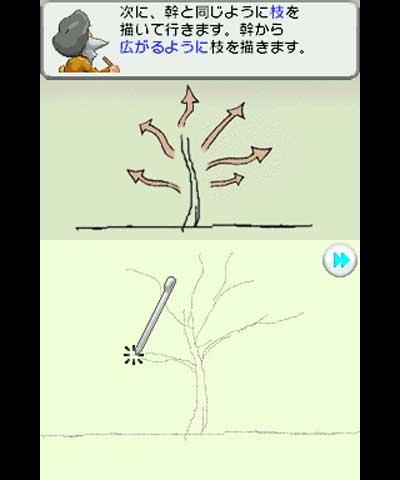 次に、幹と同じように枝を
描いて行きます。幹から
広がるように枝を描きます。